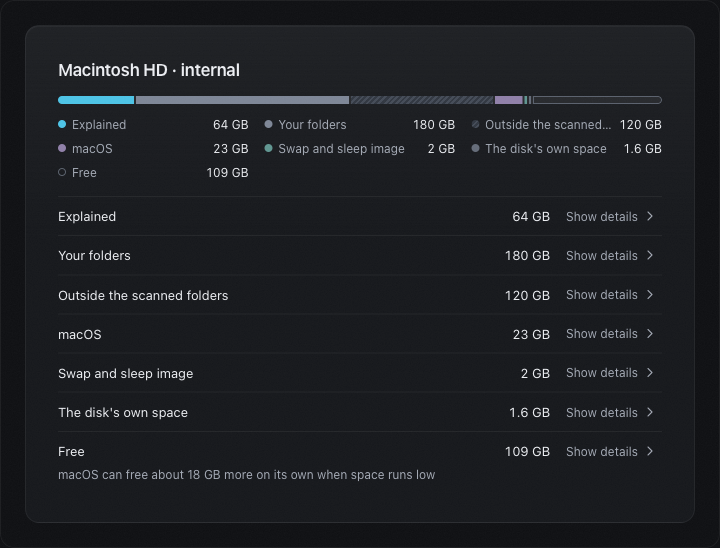 Macintosh HD · internal
Explained 64 GB Your folders 180 GB Outside the scanned... 120 GB
macOS 23 GB Swap and sleep image 2 GB The disk's own space 1.6 GB
Free 109 GB
Explained 64 GB Show details
Your folders 180 GB Show details
Outside the scanned folders 120 GB Show details
macOS 23 GB Show details
Swap and sleep image 2 GB Show details
The disk's own space 1.6 GB Show details
Free 109 GB Show details
macOS can free about 18 GB more on its own when space runs low